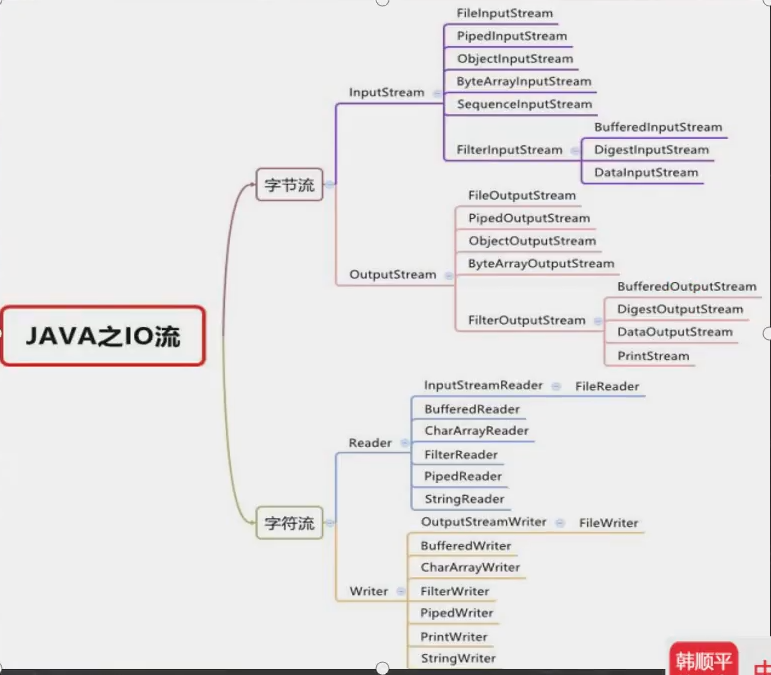 JAVA之IO流
字节流
InputStream
FileInputStream
PipedInputStream
ObjectInputStream
ByteArrayInputStream
SequenceInputStream
FilterInputStream
BufferedInputStream
DigestInputStream
DataInputStream
OutputStream
FileOutputStream
PipedOutputStream
ObjectOutputStream
ByteArrayOutputStream
FilterOutputStream
BufferedOutputStream
DigestOutputStream
DataOutputStream
PrintStream
字符流
Reader
InputStreamReader
FileReader
BufferedReader
CharArrayReader
FilterReader
PipedReader
StringReader
Writer
OutputStreamWriter
FileWriter
BufferedWriter
CharArrayWriter
FilterWriter
PipedWriter
PrintWriter
StringWriter
韩顺平